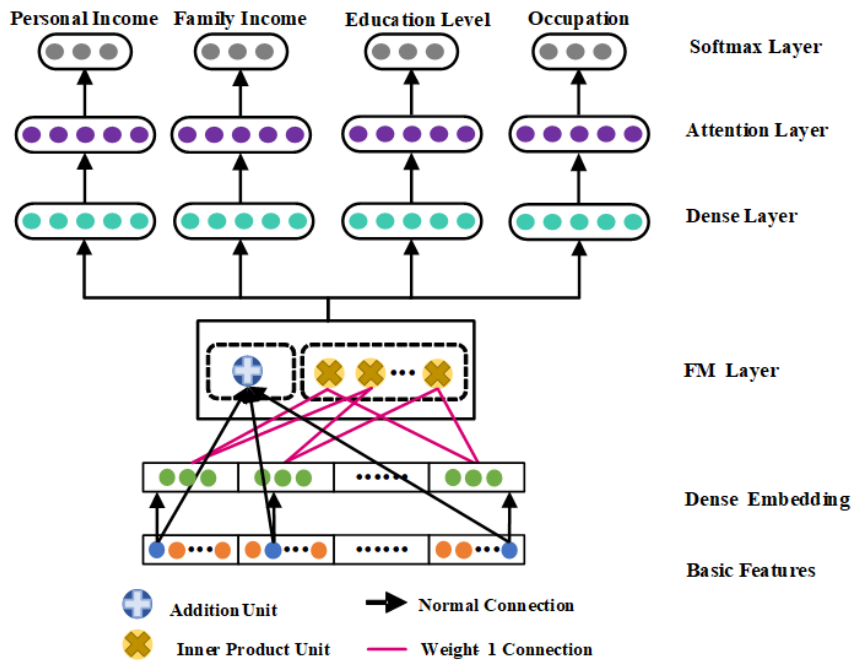 Personal Income Family Income Education Level Occupation
Softmax Layer
Attention Layer
Dense Layer
FM Layer
Dense Embedding
Basic Features
Addition Unit Normal Connection
Inner Product Unit Weight-1 Connection